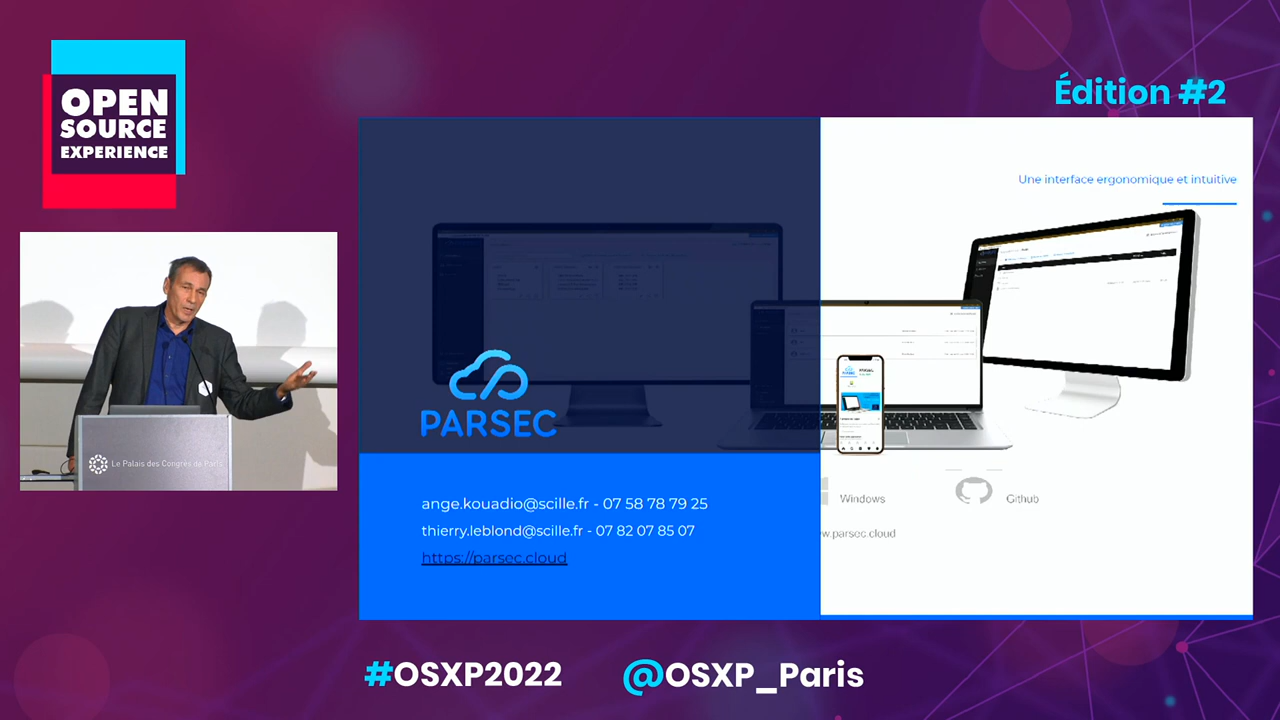 OPEN
SOURCE
EXPERIENCE
Édition #2
Une interface ergonomique et intuitive
PARSEC
ange.kouadio@scille.fr - 07 58 78 79 25
thierry.leblond@scille.fr - 07 82 07 85 07
https://parsec.cloud
Windows
Github
w.parsec.cloud
Le Palais des Congrès de Paris
#OSXP2022
@OSXP_Paris